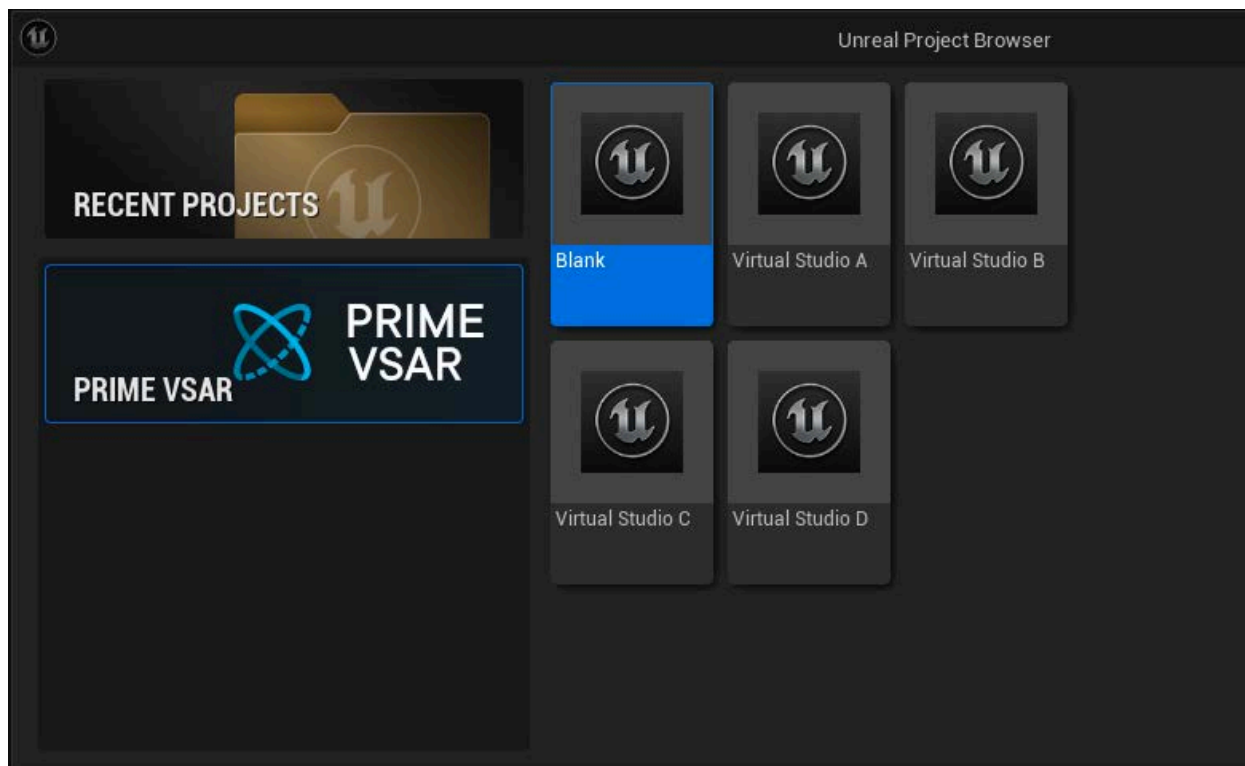 Unreal Project Browser
RECENT PROJECTS
PRIME
VSAR
PRIME VSAR
Blank
Virtual Studio A
Virtual Studio B
Virtual Studio C
Virtual Studio D